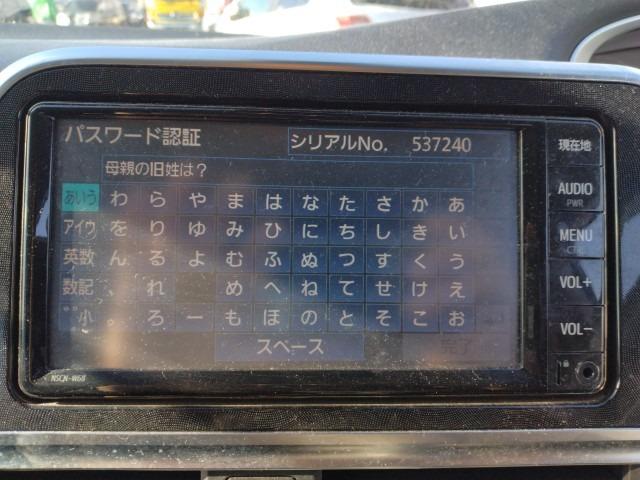 パスワード認証 シリアルNo. 537240
母親の旧姓は？
あいう わ ら や ま は な た さ か あ
アイウ を り ゆ み ひ に ち し き い
英数 ん る よ む ふ ぬ つ す く う
数記 、 れ め へ ね て せ け え
゛゜小 。 ろ ー も ほ の と そ こ お
スペース 完了
現在地
AUDIO
PWR
MENU
VOL+
VOL-
NSCN-W68